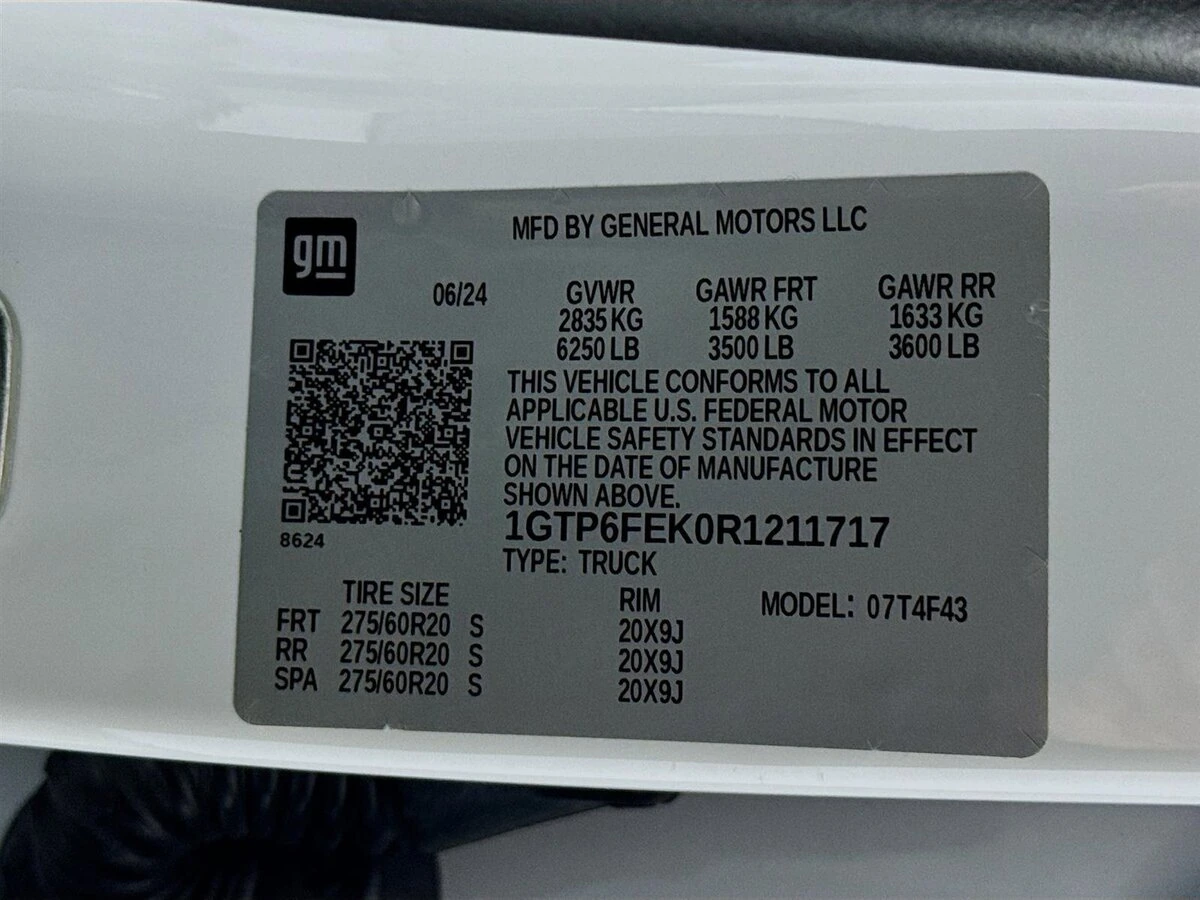 MFD BY GENERAL MOTORS LLC
gm
06/24 GVWR GAWR FRT GAWR RR
2835 KG 1588 KG 1633 KG
6250 LB 3500 LB 3600 LB
THIS VEHICLE CONFORMS TO ALL
APPLICABLE U.S. FEDERAL MOTOR
VEHICLE SAFETY STANDARDS IN EFFECT
ON THE DATE OF MANUFACTURE
SHOWN ABOVE.
1GTP6FEK0R1211717
8624
TYPE: TRUCK
TIRE SIZE RIM MODEL: 07T4F43
FRT 275/60R20 S 20X9J
RR 275/60R20 S 20X9J
SPA 275/60R20 S 20X9J